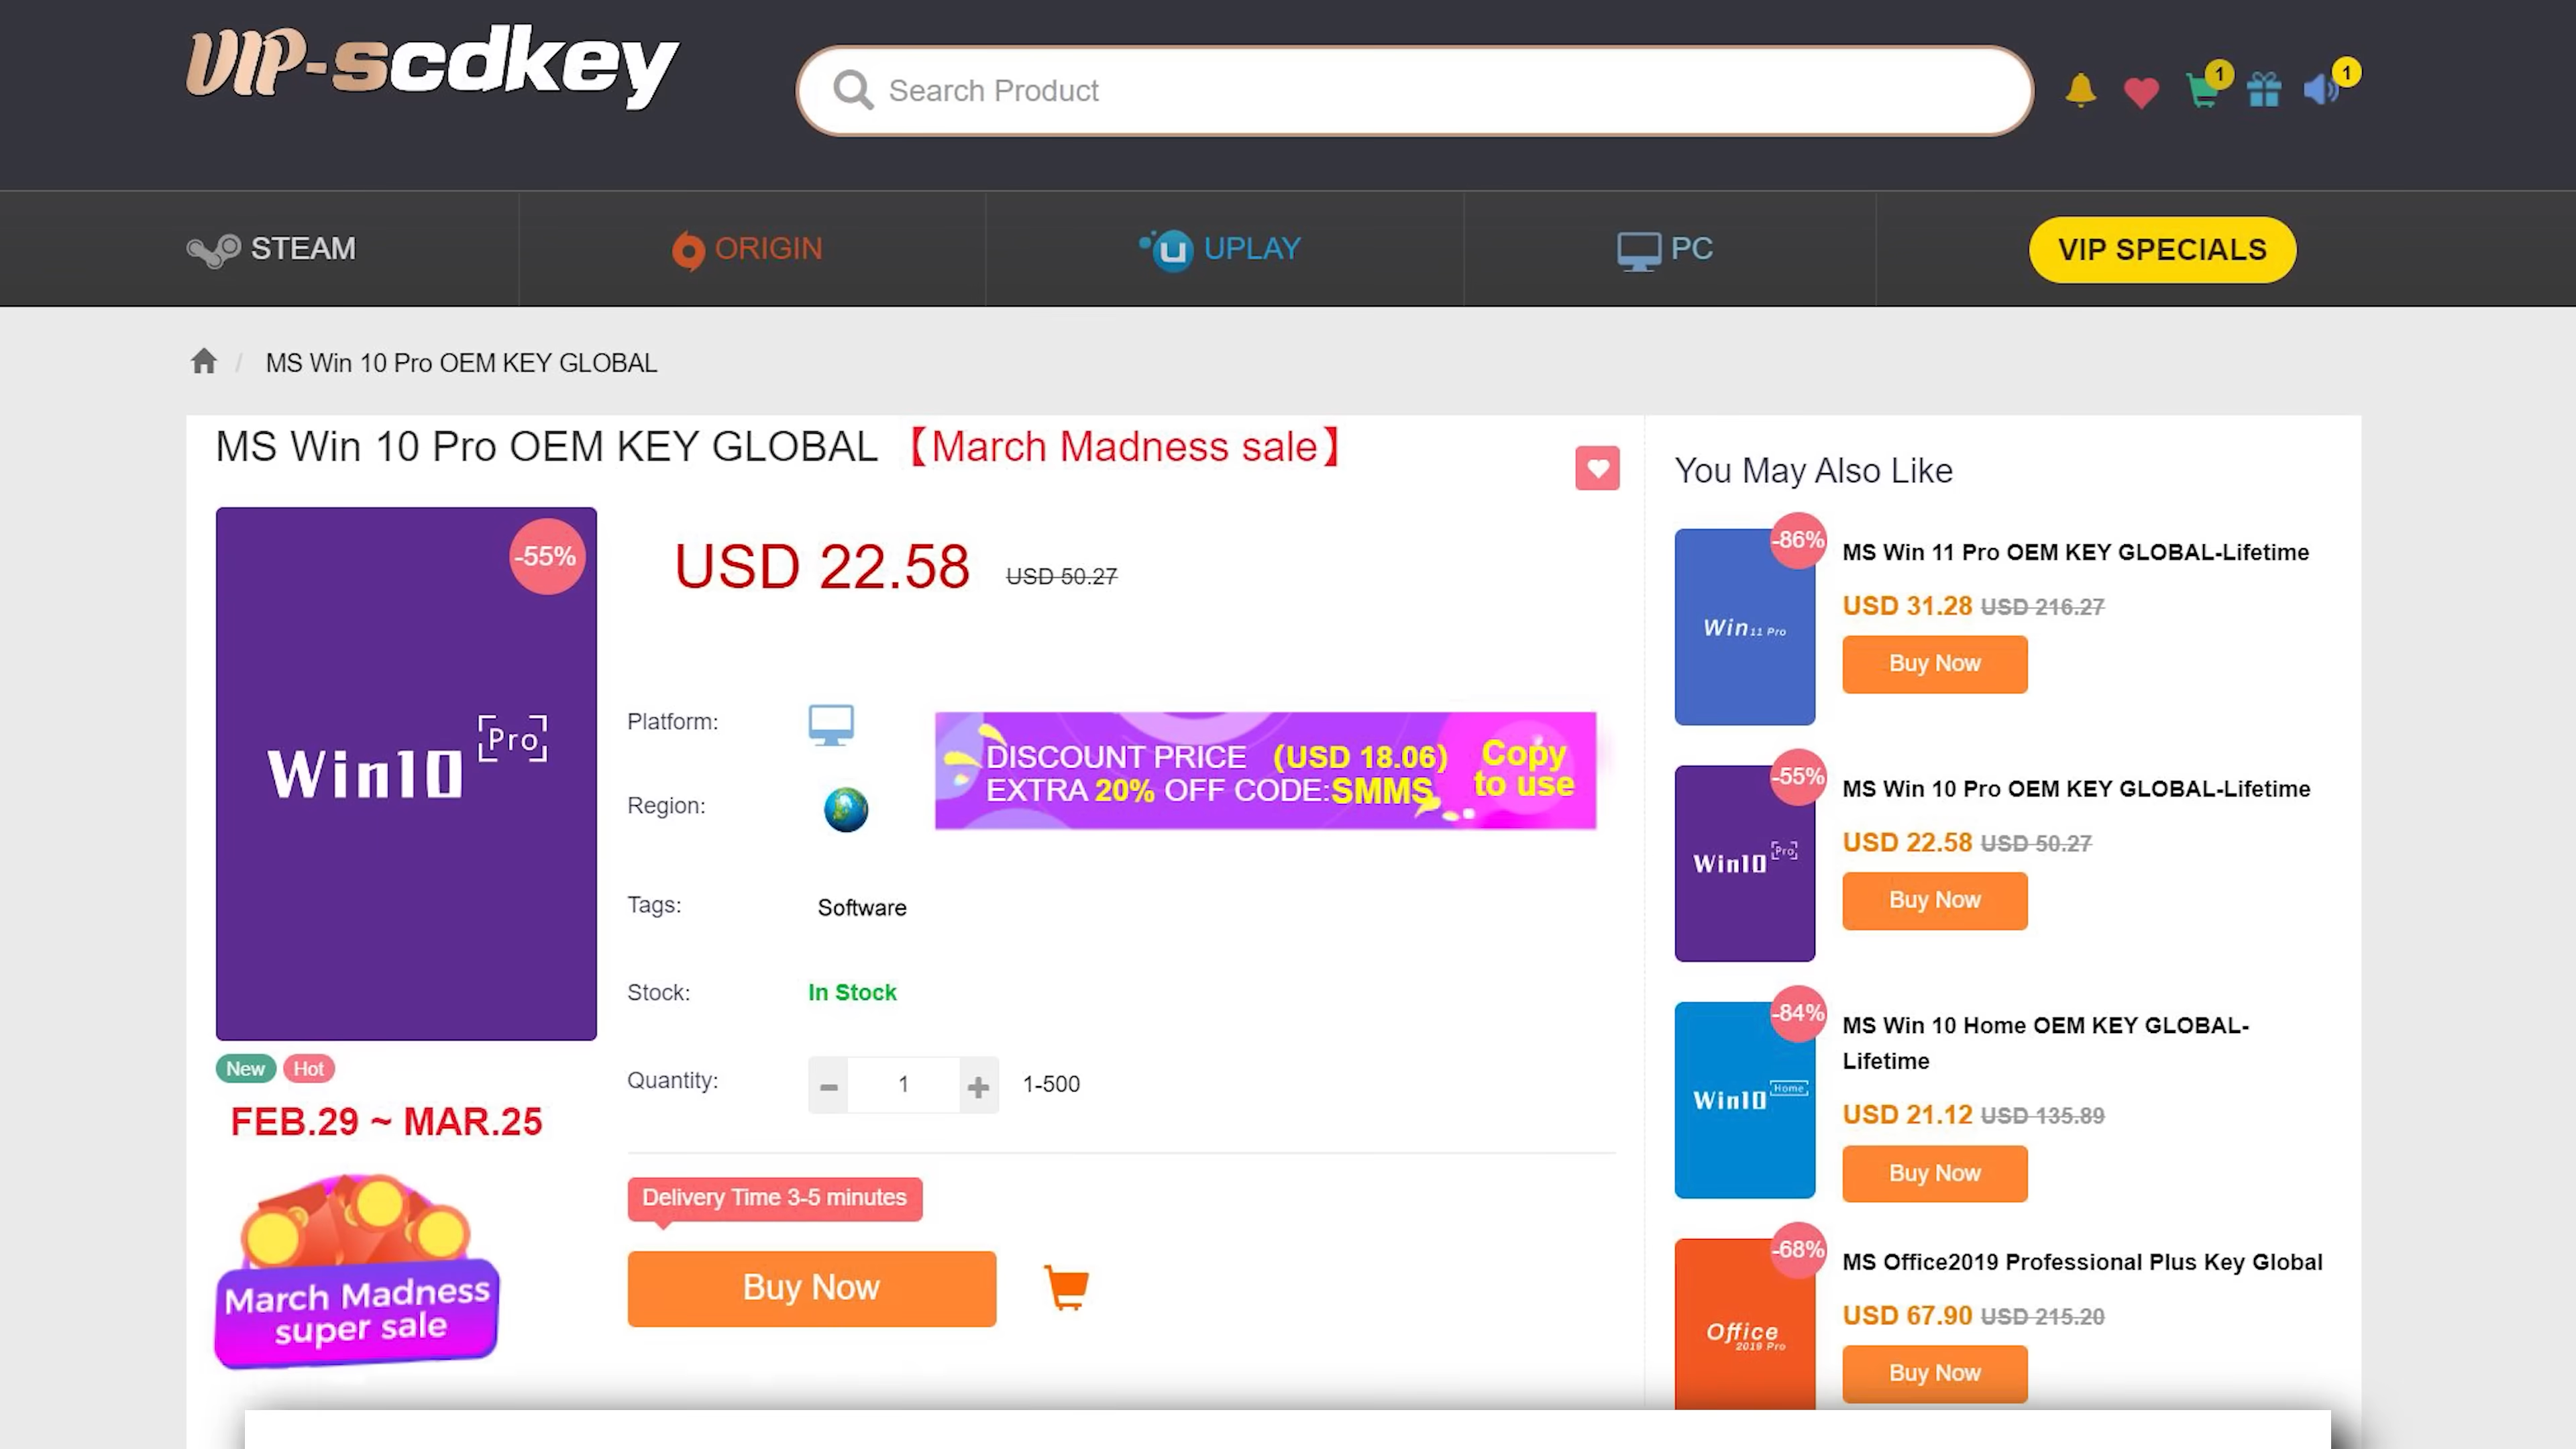 VIP-scdkey
Search Product
1
1
STEAM
ORIGIN
UPLAY
PC
VIP SPECIALS
MS Win 10 Pro OEM KEY GLOBAL
MS Win 10 Pro OEM KEY GLOBAL 【March Madness sale】
-55%
Win10 Pro
New
Hot
FEB.29 ~ MAR.25
March Madness
super sale
USD 22.58 USD 50.27
Platform:
DISCOUNT PRICE (USD 18.06)
EXTRA 20% OFF CODE:SMMS
Copy
to use
Region:
Tags: Software
Stock: In Stock
Quantity: 1 1-500
Delivery Time 3-5 minutes
Buy Now
You May Also Like
-86%
Win 11 Pro
MS Win 11 Pro OEM KEY GLOBAL-Lifetime
USD 31.28 USD 216.27
Buy Now
-55%
Win10 Pro
MS Win 10 Pro OEM KEY GLOBAL-Lifetime
USD 22.58 USD 50.27
Buy Now
-84%
Win10 Home
MS Win 10 Home OEM KEY GLOBAL-
Lifetime
USD 21.12 USD 135.89
Buy Now
-68%
Office
2019 Pro
MS Office2019 Professional Plus Key Global
USD 67.90 USD 215.20
Buy Now